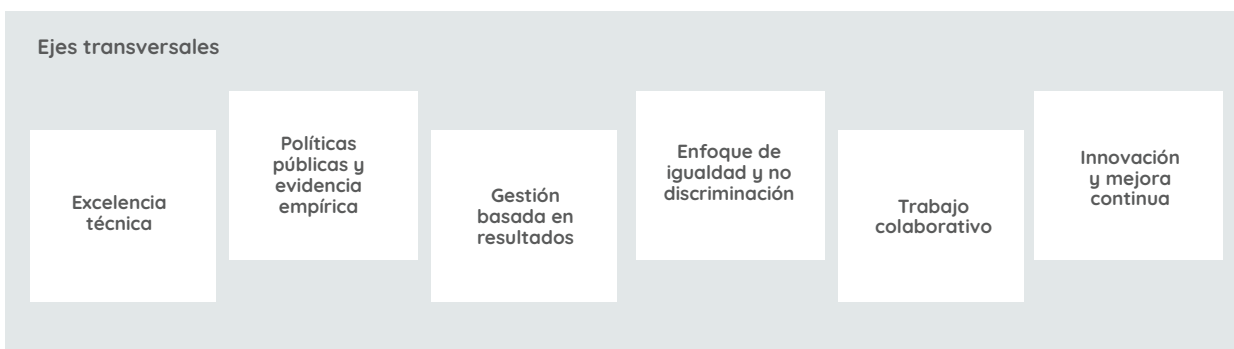 Ejes transversales
Excelencia
técnica
Políticas
públicas y
evidencia
empírica
Gestión
basada en
resultados
Enfoque de
igualdad y no
discriminación
Trabajo
colaborativo
Innovación
y mejora
continua